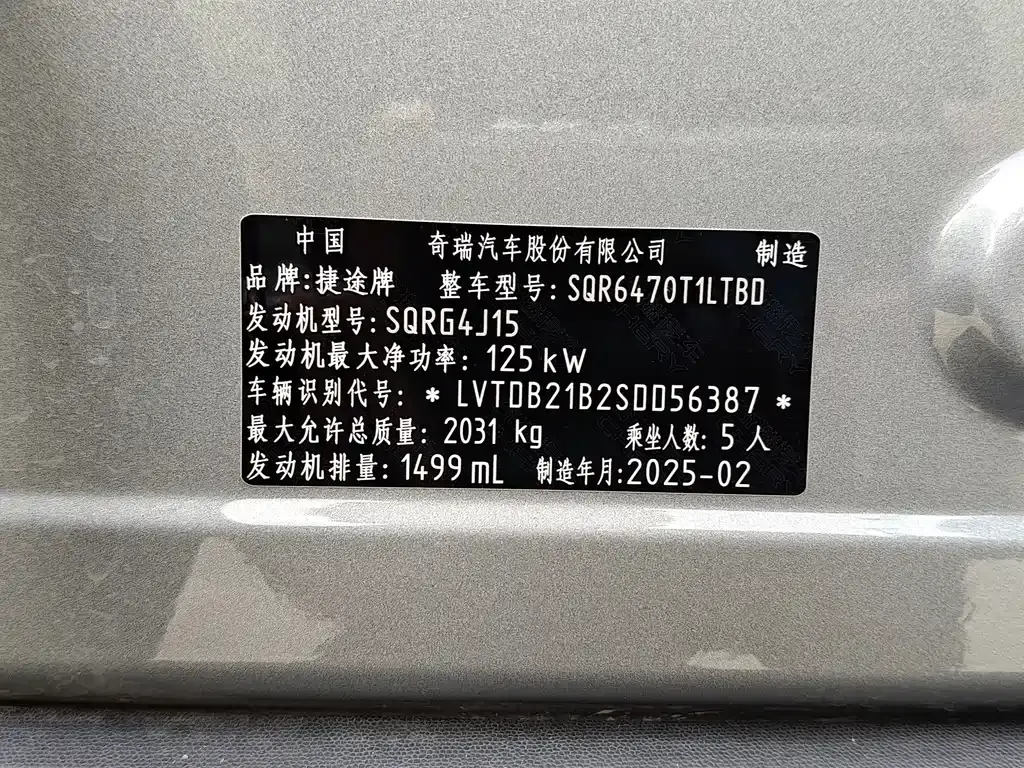 中国 奇瑞汽车股份有限公司 制造
品牌:捷途牌 整车型号:SQR6470T1LTBD
发动机型号:SQRG4J15
发动机最大净功率: 125kW
车辆识别代号: * LVTDB21B2SDD56387 *
最大允许总质量: 2031 kg 乘坐人数: 5人
发动机排量: 1499mL 制造年月:2025-02